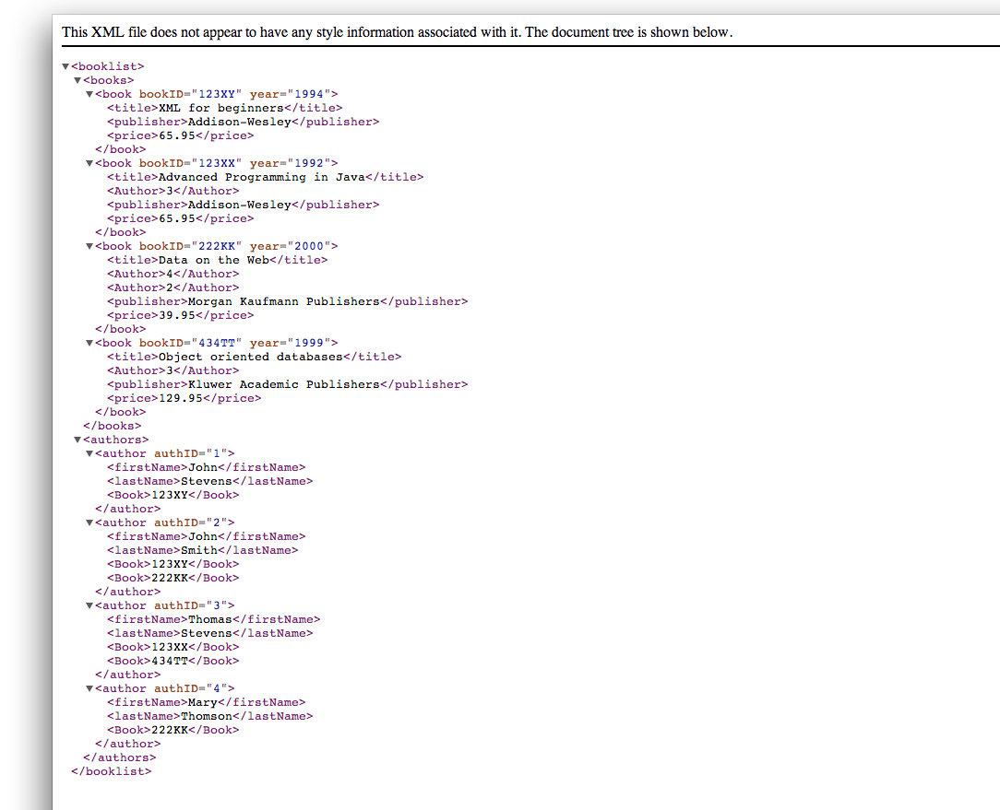 This XML file does not appear to have any style information associated with it. The document tree is shown below.
▼<booklist>
▼<books>
▼<book bookID="123XY" year="1994">
<title>XML for beginners</title>
<publisher>Addison-Wesley</publisher>
<price>65.95</price>
</book>
▼<book bookID="123XX" year="1992">
<title>Advanced Programming in Java</title>
<Author>3</Author>
<publisher>Addison-Wesley</publisher>
<price>65.95</price>
</book>
▼<book bookID="222KK" year="2000">
<title>Data on the Web</title>
<Author>4</Author>
<Author>2</Author>
<publisher>Morgan Kaufmann Publishers</publisher>
<price>39.95</price>
</book>
▼<book bookID="434TT" year="1999">
<title>Object oriented databases</title>
<Author>3</Author>
<publisher>Kluwer Academic Publishers</publisher>
<price>129.95</price>
</book>
</books>
▼<authors>
▼<author authID="1">
<firstName>John</firstName>
<lastName>Stevens</lastName>
<Book>123XY</Book>
</author>
▼<author authID="2">
<firstName>John</firstName>
<lastName>Smith</lastName>
<Book>123XY</Book>
<Book>222KK</Book>
</author>
▼<author authID="3">
<firstName>Thomas</firstName>
<lastName>Stevens</lastName>
<Book>123XX</Book>
<Book>434TT</Book>
</author>
▼<author authID="4">
<firstName>Mary</firstName>
<lastName>Thomson</lastName>
<Book>222KK</Book>
</author>
</authors>
</booklist>